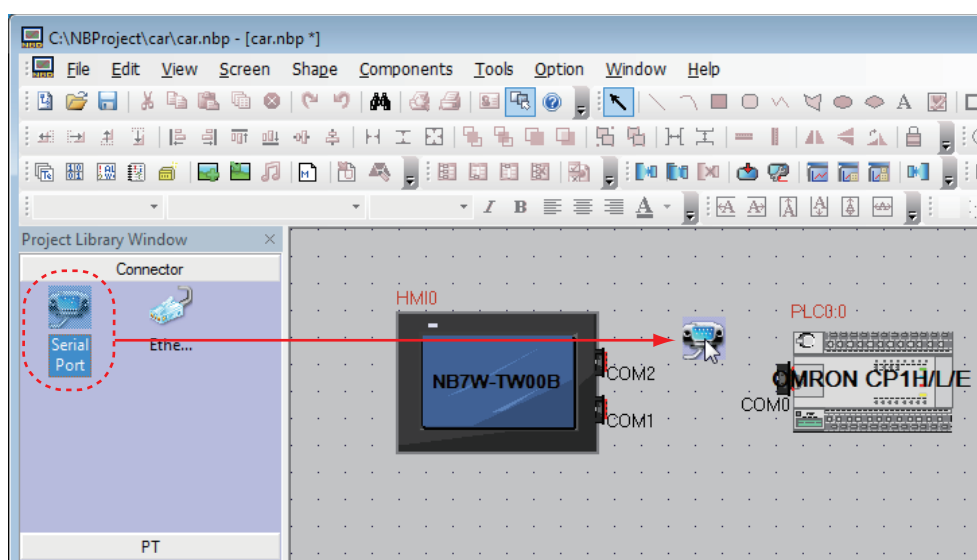 C:\NBProject\car\car.nbp - [car.nbp *]
File Edit View Screen Shape Components Tools Option Window Help
Project Library Window
Connector
Serial Port
Ethe...
PT
HMI0
NB7W-TW00B
COM2
COM1
PLC0:0
OMRON CP1H/L/E
COM0